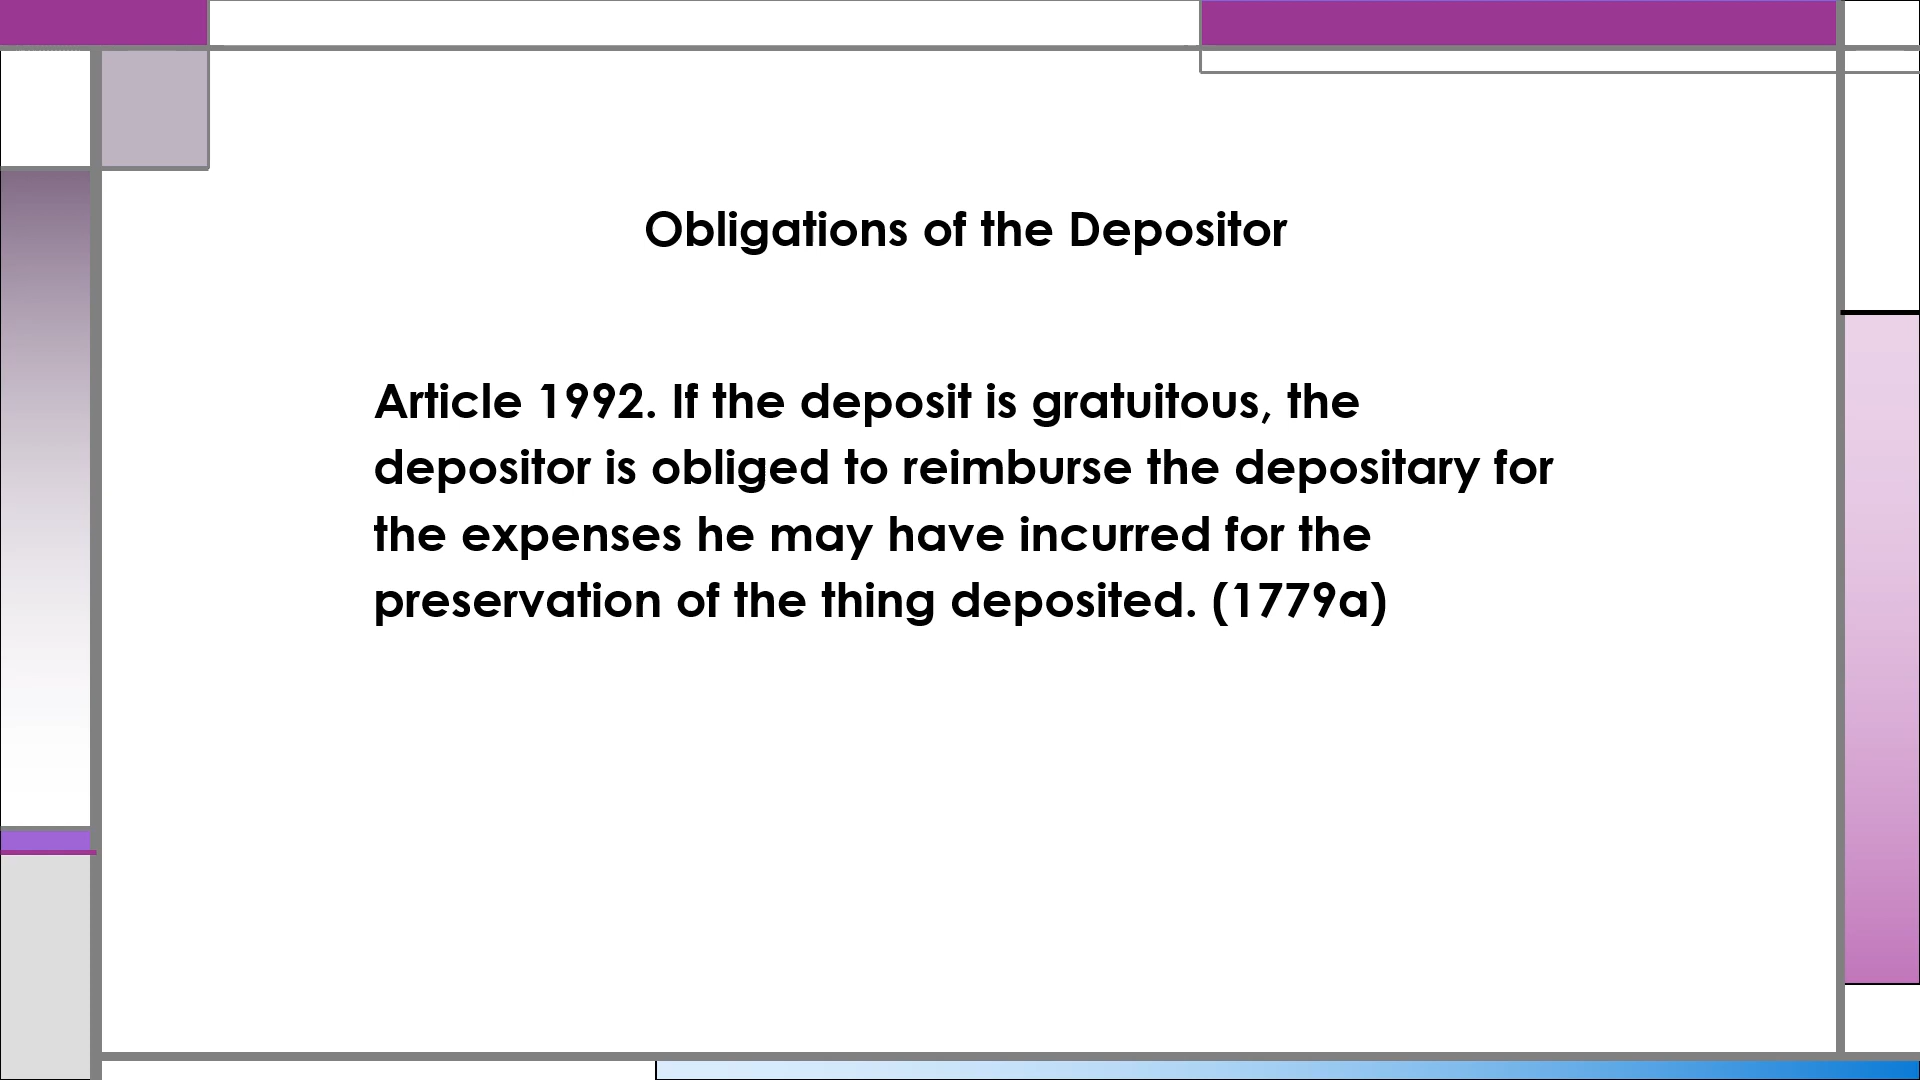 Obligations of the Depositor
Article 1992. If the deposit is gratuitous, the
depositor is obliged to reimburse the depositary for
the expenses he may have incurred for the
preservation of the thing deposited. (1779a)